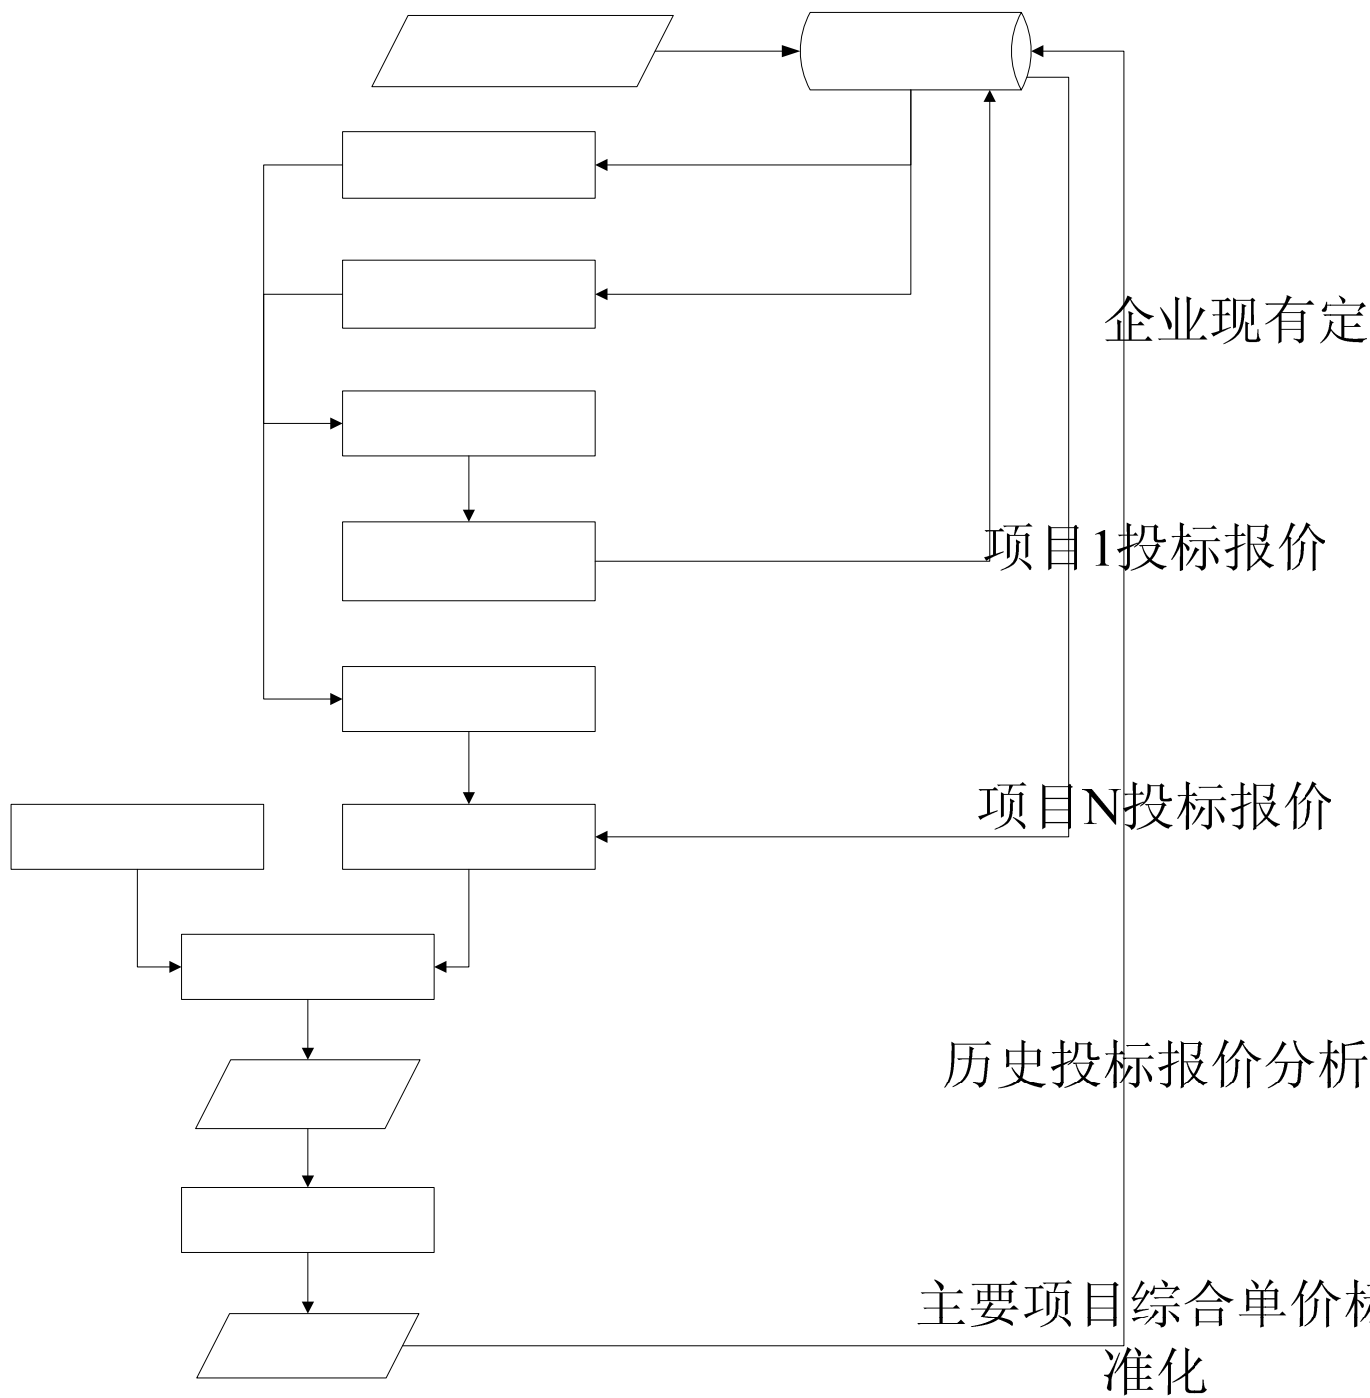 企业现有定
项目1投标报价
项目N投标报价
历史投标报价分析
主要项目综合单价标
准化